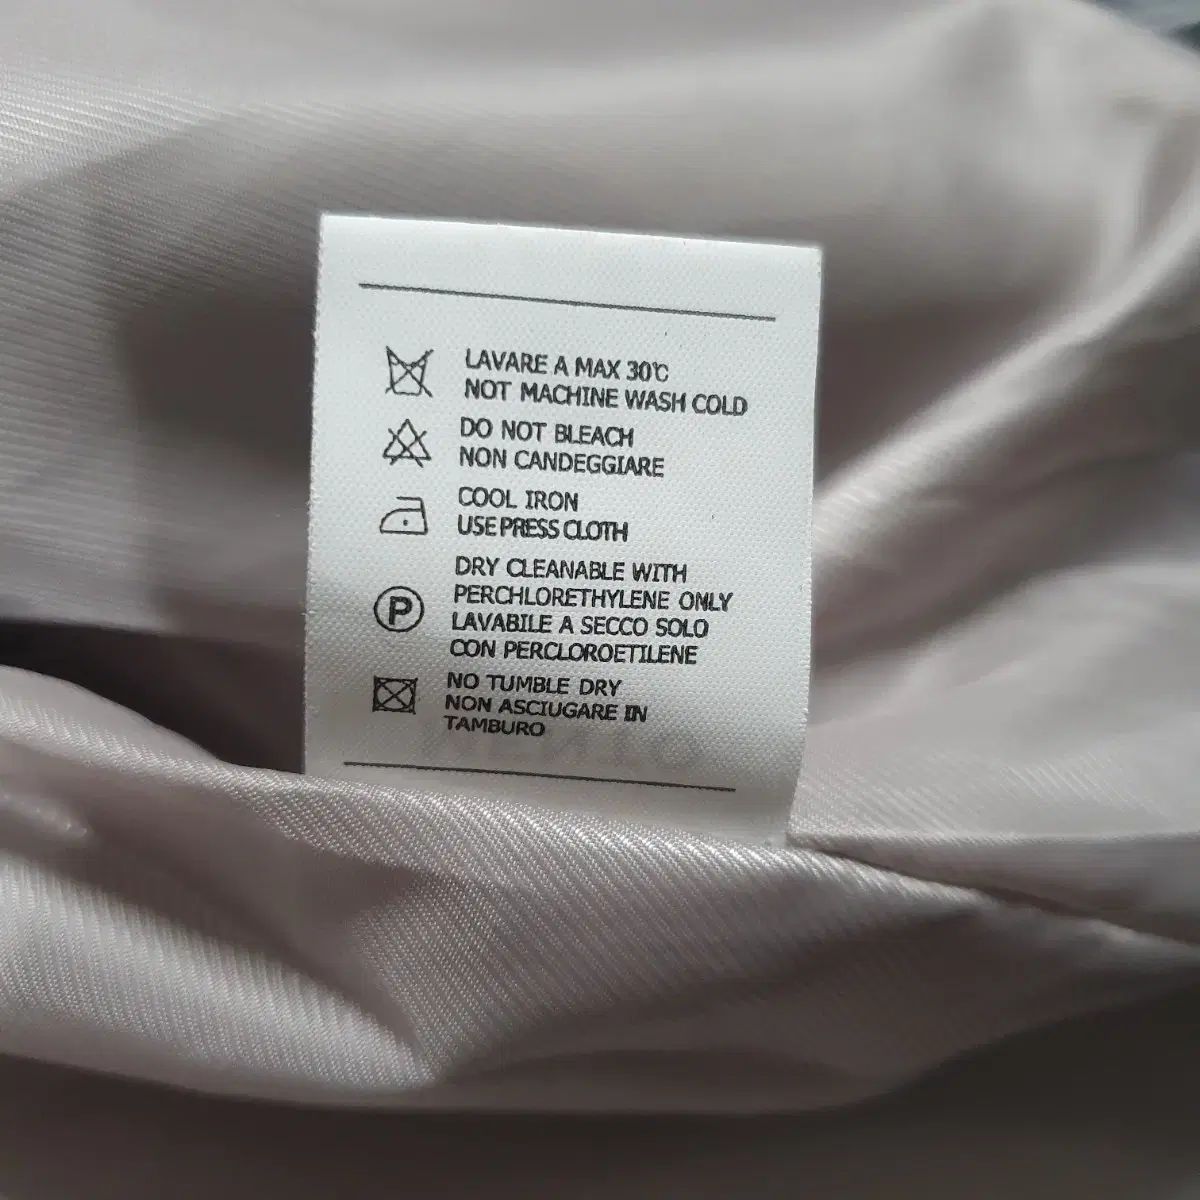 LAVARE A MAX 30℃
NOT MACHINE WASH COLD
DO NOT BLEACH
NON CANDEGGIARE
COOL IRON
USE PRESS CLOTH
DRY CLEANABLE WITH
PERCHLORETHYLENE ONLY
LAVABILE A SECCO SOLO
CON PERCLOROETILENE
P
NO TUMBLE DRY
NON ASCIUGARE IN
TAMBURO